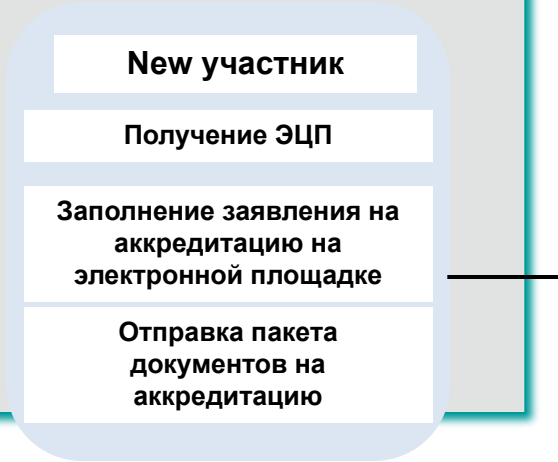 New участник
Получение ЭЦП
Заполнение заявления на
аккредитацию на
электронной площадке
Отправка пакета
документов на
аккредитацию